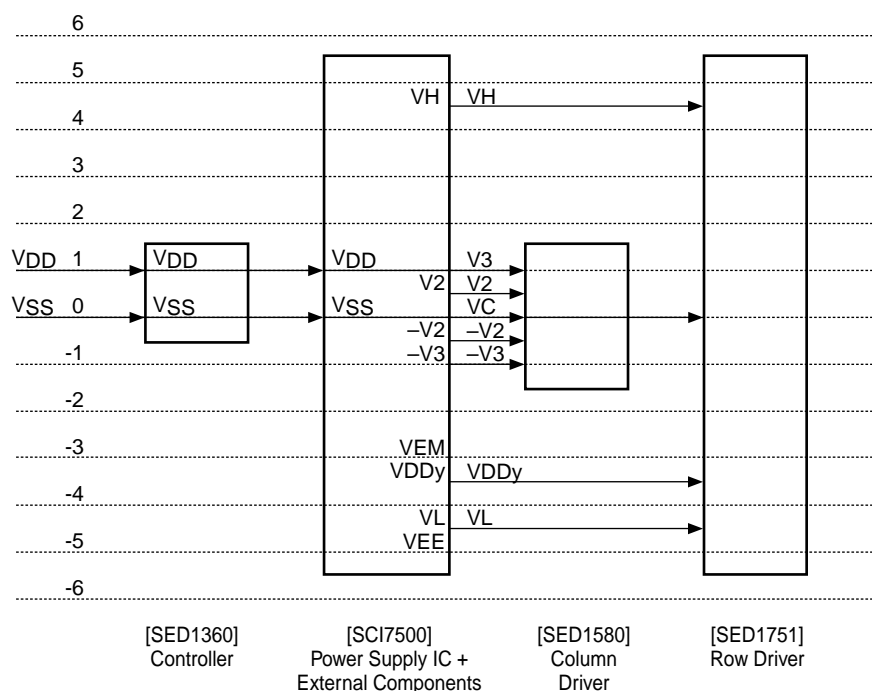 6
5
VH VH
4
3
2
VDD 1 VDD VDD V3
V2 V2
VSS 0 VSS VSS VC
–V2 –V2
-1 –V3 –V3
-2
-3 VEM
VDDy VDDy
-4
VL VL
-5 VEE
-6
[SED1360] [SCI7500] [SED1580] [SED1751]
Controller Power Supply IC + Column Row Driver
External Components Driver